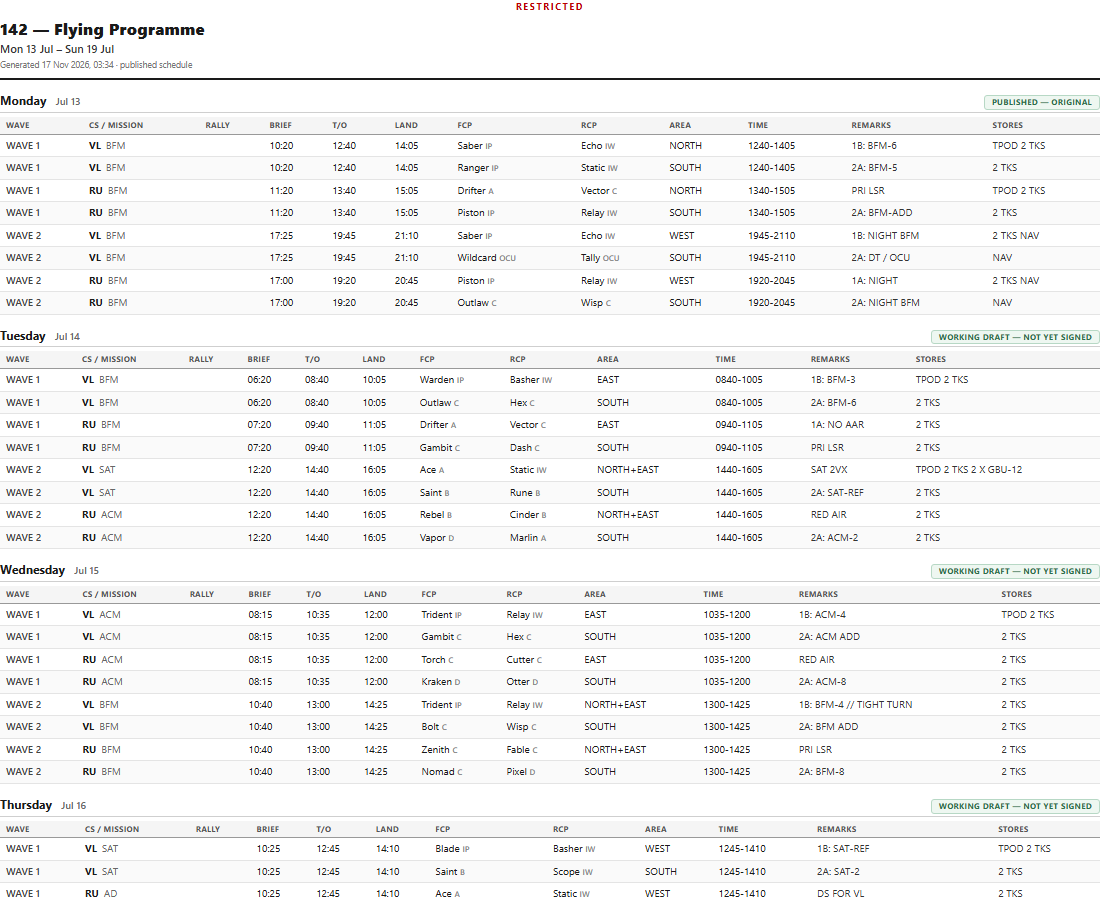 RESTRICTED
142 — Flying Programme
Mon 13 Jul – Sun 19 Jul
Generated 17 Nov 2026, 03:34 · published schedule
Monday Jul 13 PUBLISHED — ORIGINAL
WAVE CS / MISSION RALLY BRIEF T/O LAND FCP RCP AREA TIME REMARKS STORES
WAVE 1 VL BFM 10:20 12:40 14:05 Saber IP Echo IW NORTH 1240-1405 1B: BFM-6 TPOD 2 TKS
WAVE 1 VL BFM 10:20 12:40 14:05 Ranger IP Static IW SOUTH 1240-1405 2A: BFM-5 2 TKS
WAVE 1 RU BFM 11:20 13:40 15:05 Drifter A Vector C NORTH 1340-1505 PRI LSR TPOD 2 TKS
WAVE 1 RU BFM 11:20 13:40 15:05 Piston IP Relay IW SOUTH 1340-1505 2A: BFM-ADD 2 TKS
WAVE 2 VL BFM 17:25 19:45 21:10 Saber IP Echo IW WEST 1945-2110 1B: NIGHT BFM 2 TKS NAV
WAVE 2 VL BFM 17:25 19:45 21:10 Wildcard OCU Tally OCU SOUTH 1945-2110 2A: DT / OCU NAV
WAVE 2 RU BFM 17:00 19:20 20:45 Piston IP Relay IW WEST 1920-2045 1A: NIGHT 2 TKS NAV
WAVE 2 RU BFM 17:00 19:20 20:45 Outlaw C Wisp C SOUTH 1920-2045 2A: NIGHT BFM NAV
Tuesday Jul 14 WORKING DRAFT — NOT YET SIGNED
WAVE CS / MISSION RALLY BRIEF T/O LAND FCP RCP AREA TIME REMARKS STORES
WAVE 1 VL BFM 06:20 08:40 10:05 Warden IP Basher IW EAST 0840-1005 1B: BFM-3 TPOD 2 TKS
WAVE 1 VL BFM 06:20 08:40 10:05 Outlaw C Hex C SOUTH 0840-1005 2A: BFM-6 2 TKS
WAVE 1 RU BFM 07:20 09:40 11:05 Drifter A Vector C EAST 0940-1105 1A: NO AAR 2 TKS
WAVE 1 RU BFM 07:20 09:40 11:05 Gambit C Dash C SOUTH 0940-1105 PRI LSR 2 TKS
WAVE 2 VL SAT 12:20 14:40 16:05 Ace A Static IW NORTH+EAST 1440-1605 SAT 2VX TPOD 2 TKS 2 X GBU-12
WAVE 2 VL SAT 12:20 14:40 16:05 Saint B Rune B SOUTH 1440-1605 2A: SAT-REF 2 TKS
WAVE 2 RU ACM 12:20 14:40 16:05 Rebel B Cinder B NORTH+EAST 1440-1605 RED AIR 2 TKS
WAVE 2 RU ACM 12:20 14:40 16:05 Vapor D Marlin A SOUTH 1440-1605 2A: ACM-2 2 TKS
Wednesday Jul 15 WORKING DRAFT — NOT YET SIGNED
WAVE CS / MISSION RALLY BRIEF T/O LAND FCP RCP AREA TIME REMARKS STORES
WAVE 1 VL ACM 08:15 10:35 12:00 Trident IP Relay IW EAST 1035-1200 1B: ACM-4 TPOD 2 TKS
WAVE 1 VL ACM 08:15 10:35 12:00 Gambit C Hex C SOUTH 1035-1200 2A: ACM ADD 2 TKS
WAVE 1 RU ACM 08:15 10:35 12:00 Torch C Cutter C EAST 1035-1200 RED AIR 2 TKS
WAVE 1 RU ACM 08:15 10:35 12:00 Kraken D Otter D SOUTH 1035-1200 2A: ACM-8 2 TKS
WAVE 2 VL BFM 10:40 13:00 14:25 Trident IP Relay IW NORTH+EAST 1300-1425 1B: BFM-4 // TIGHT TURN 2 TKS
WAVE 2 VL BFM 10:40 13:00 14:25 Bolt C Wisp C SOUTH 1300-1425 2A: BFM ADD 2 TKS
WAVE 2 RU BFM 10:40 13:00 14:25 Zenith C Fable C NORTH+EAST 1300-1425 PRI LSR 2 TKS
WAVE 2 RU BFM 10:40 13:00 14:25 Nomad C Pixel D SOUTH 1300-1425 2A: BFM-8 2 TKS
Thursday Jul 16 WORKING DRAFT — NOT YET SIGNED
WAVE CS / MISSION RALLY BRIEF T/O LAND FCP RCP AREA TIME REMARKS STORES
WAVE 1 VL SAT 10:25 12:45 14:10 Blade IP Basher IW WEST 1245-1410 1B: SAT-REF TPOD 2 TKS
WAVE 1 VL SAT 10:25 12:45 14:10 Saint B Scope IW SOUTH 1245-1410 2A: SAT-2 2 TKS
WAVE 1 RU AD 10:25 12:45 14:10 Ace A Static IW WEST 1245-1410 DS FOR VL 2 TKS